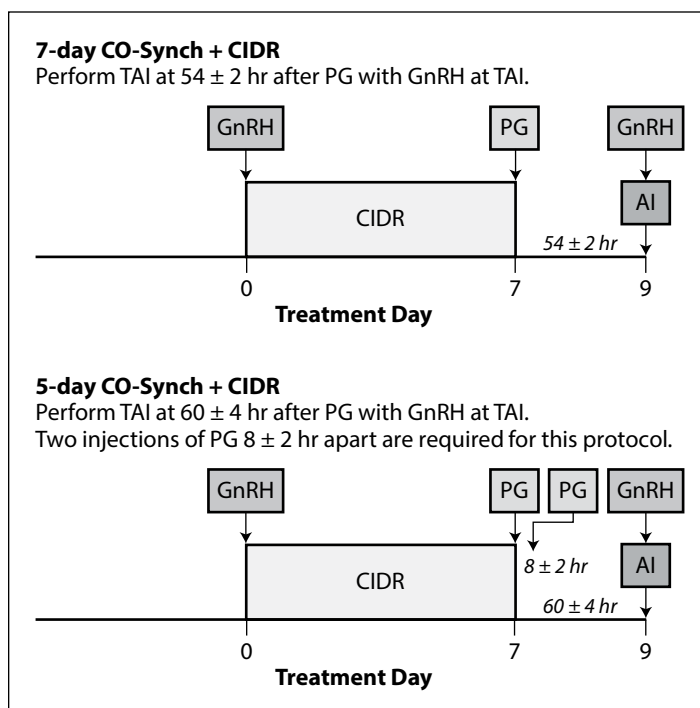 7-day CO-Synch + CIDR
Perform TAI at 54 ± 2 hr after PG with GnRH at TAI.
GnRH PG GnRH
CIDR AI
54 ± 2 hr
0 7 9
Treatment Day
5-day CO-Synch + CIDR
Perform TAI at 60 ± 4 hr after PG with GnRH at TAI.
Two injections of PG 8 ± 2 hr apart are required for this protocol.
GnRH PG PG GnRH
CIDR 8 ± 2 hr AI
60 ± 4 hr
0 7 9
Treatment Day